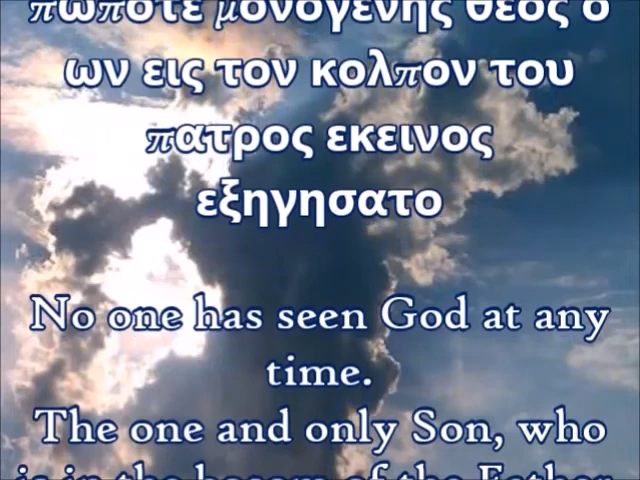 πωποτε μονογενης θεος ο
ων εις τον κολπον του
πατρος εκεινος
εξηγησατο
No one has seen God at any
time.
The one and only Son, who
is in the bosom of the Father,